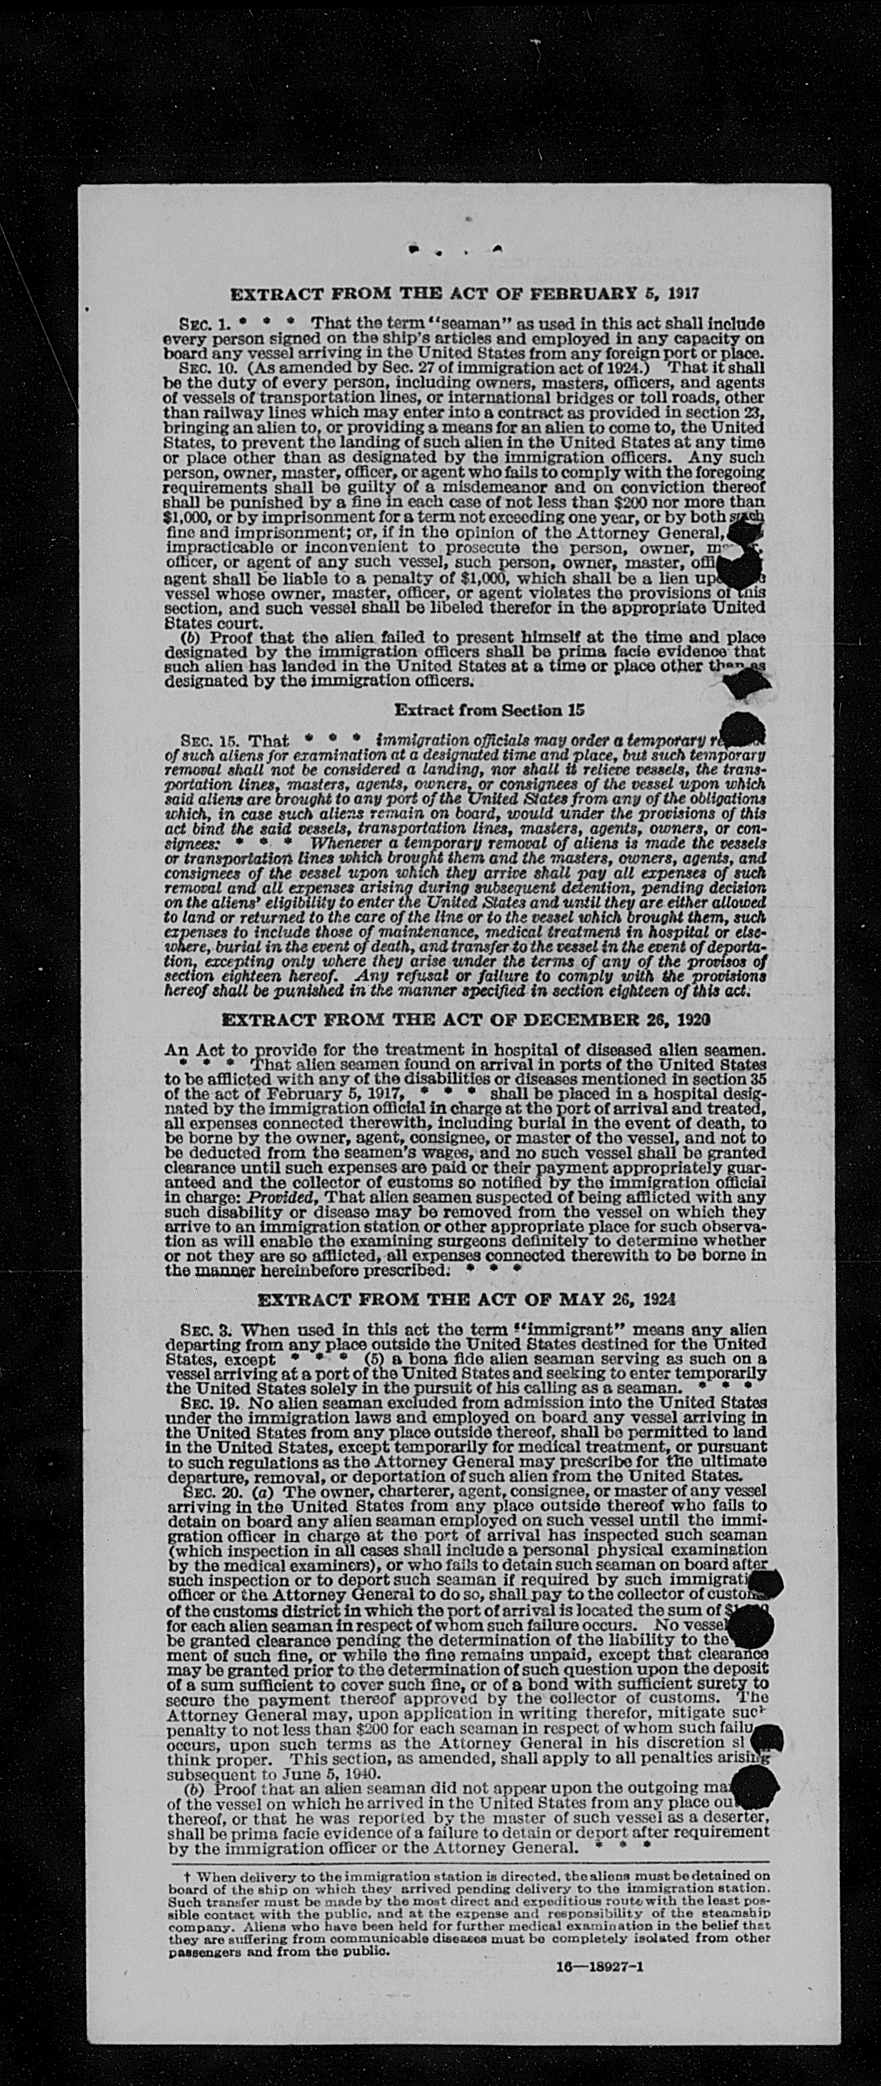 EXTRACT FROM THE ACT OF FEBRUARY 5, 1917
SEC. 1. * * * That the term "seaman" as used in this act shall include
every person signed on the ship's articles and employed in any capacity on
board any vessel arriving in the United States from any foreign port or place.
SEC. 10. (As amended by Sec. 27 of immigration act of 1924.) That it shall
be the duty of every person, including owners, masters, officers, and agents
of vessels of transportation lines, or international bridges or toll roads, other
than railway lines which may enter into a contract as provided in section 23,
bringing an alien to, or providing a means for an alien to come to, the United
States, to prevent the landing of such alien in the United States at any time
or place other than as designated by the immigration officers. Any such
person, owner, master, officer, or agent who fails to comply with the foregoing
requirements shall be guilty of a misdemeanor and on conviction thereof
shall be punished by a fine in each case of not less than $200 nor more than
$1,000, or by imprisonment for a term not exceeding one year, or by both such
fine and imprisonment; or, if in the opinion of the Attorney General,
impracticable or inconvenient to prosecute the person, owner,
officer, or agent of any such vessel, such person, owner, master,
agent shall be liable to a penalty of $1,000, which shall be a lien
vessel whose owner, master, officer, or agent violates the provisions of this
section, and such vessel shall be libeled therefor in the appropriate United
States court.
(b) Proof that the alien failed to present himself at the time and place
designated by the immigration officers shall be prima facie evidence that
such alien has landed in the United States at a time or place other than as
designated by the immigration officers.
Extract from Section 15
SEC. 15. That * * * immigration officials may order a temporary
of such aliens for examination at a designated time and place, but such temporary
removal shall not be considered a landing, nor shall it relieve vessels, the trans-
portation lines, masters, agents, owners, or consignees of the vessel upon which
said aliens are brought to any port of the United States from any of the obligations
which, in case such aliens remain on board, would under the provisions of this
act bind the said vessels, transportation lines, masters, agents, owners, or con-
signees: * * * Whenever a temporary removal of aliens is made the vessels
or transportation lines which brought them and the masters, owners, agents, and
consignees of the vessel upon which they arrive shall pay all expenses of such
removal and all expenses arising during subsequent detention, pending decision
on the aliens' eligibility to enter the United States and until they are either allowed
to land or returned to the care of the line or to the vessel which brought them, such
expenses to include those of maintenance, medical treatment in hospital or else-
where, burial in the event of death, and transfer to the vessel in the event of deporta-
tion, excepting only where they arise under the terms of any of the provisos of
section eighteen hereof. Any refusal or failure to comply with the provisions
hereof shall be punished in the manner specified in section eighteen of this act.
EXTRACT FROM THE ACT OF DECEMBER 26, 1920
An Act to provide for the treatment in hospital of diseased alien seamen.
* * * That alien seamen found on arrival in ports of the United States
to be afflicted with any of the disabilities or diseases mentioned in section 35
of the act of February 5, 1917, * * * shall be placed in a hospital desig-
nated by the immigration official in charge at the port of arrival and treated,
all expenses connected therewith, including burial in the event of death, to
be borne by the owner, agent, consignee, or master of the vessel, and not to
be deducted from the seamen's wages, and no such vessel shall be granted
clearance until such expenses are paid or their payment appropriately guar-
anteed and the collector of customs so notified by the immigration official
in charge: Provided, That alien seamen suspected of being afflicted with any
such disability or disease may be removed from the vessel on which they
arrive to an immigration station or other appropriate place for such observa-
tion as will enable the examining surgeons definitely to determine whether
or not they are so afflicted, all expenses connected therewith to be borne in
the manner hereinbefore prescribed: * * *
EXTRACT FROM THE ACT OF MAY 26, 1924
SEC. 3. When used in this act the term "immigrant" means any alien
departing from any place outside the United States destined for the United
States, except * * * (5) a bona fide alien seaman serving as such on a
vessel arriving at a port of the United States and seeking to enter temporarily
the United States solely in the pursuit of his calling as a seaman. * * *
SEC. 19. No alien seaman excluded from admission into the United States
under the immigration laws and employed on board any vessel arriving in
the United States from any place outside thereof, shall be permitted to land
in the United States, except temporarily for medical treatment, or pursuant
to such regulations as the Attorney General may prescribe for the ultimate
departure, removal, or deportation of such alien from the United States.
SEC. 20. (a) The owner, charterer, agent, consignee, or master of any vessel
arriving in the United States from any place outside thereof who fails to
detain on board any alien seaman employed on such vessel until the immi-
gration officer in charge at the port of arrival has inspected such seaman
(which inspection in all cases shall include a personal physical examination
by the medical examiners), or who fails to detain such seaman on board after
such inspection or to deport such seaman if required by such
officer or the Attorney General to do so, shall pay to the collector of customs
of the customs district in which the port of arrival is located the sum of
for each alien seaman in respect of whom such failure occurs. No vessel
be granted clearance pending the determination of the liability to the
ment of such fine, or while the fine remains unpaid, except that clearance
may be granted prior to the determination of such question upon the deposit
of a sum sufficient to cover such fine, or of a bond with sufficient surety to
secure the payment thereof approved by the collector of customs. The
Attorney General may, upon application in writing therefor, mitigate such
penalty to not less than $200 for each seaman in respect of whom such
occurs, upon such terms as the Attorney General in his discretion
think proper. This section, as amended, shall apply to all penalties arising
subsequent to June 5, 1940.
(b) Proof that an alien seaman did not appear upon the outgoing
of the vessel on which he arrived in the United States from any place
thereof, or that he was reported by the master of such vessel as a deserter,
shall be prima facie evidence of a failure to detain or deport after requirement
by the immigration officer or the Attorney General. * * *
† When delivery to the immigration station is directed, the aliens must be detained on
board of the ship on which they arrived pending delivery to the immigration station.
Such transfer must be made by the most direct and expeditious route with the least pos-
sible contact with the public, and at the expense and responsibility of the steamship
company. Aliens who have been held for further medical examination in the belief that
they are suffering from communicable diseases must be completely isolated from other
passengers and from the public.
16—18927-1